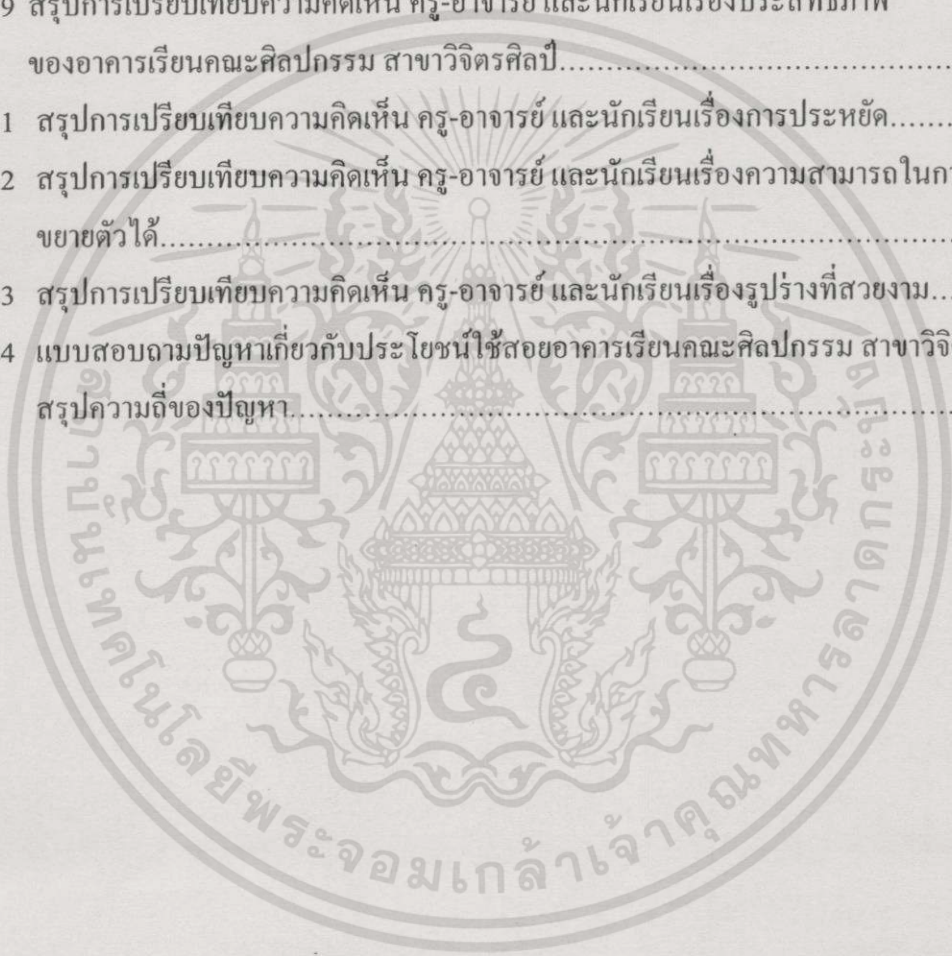 9 สรุปการเปรียบเทียบความคิดเห็น ครู-อาจารย์ และนักเรียนเรื่องประสิทธิภาพ
ของอาคารเรียนคณะศิลปกรรม สาขาวิจิตรศิลป์........................................
1 สรุปการเปรียบเทียบความคิดเห็น ครู-อาจารย์ และนักเรียนเรื่องการประหยัด.......
2 สรุปการเปรียบเทียบความคิดเห็น ครู-อาจารย์ และนักเรียนเรื่องความสามารถใน
ขยายตัวได้................................................................................
3 สรุปการเปรียบเทียบความคิดเห็น ครู-อาจารย์ และนักเรียนเรื่องรูปร่างที่สวยงาม...
4 แบบสอบถามปัญหาเกี่ยวกับประโยชน์ใช้สอยอาคารเรียนคณะศิลปกรรม
สรุปความถี่ของปัญหา.................................................................
สถาบันเทคโนโลยีพระจอมเกล้าเจ้าคุณทหารลาดกระบัง